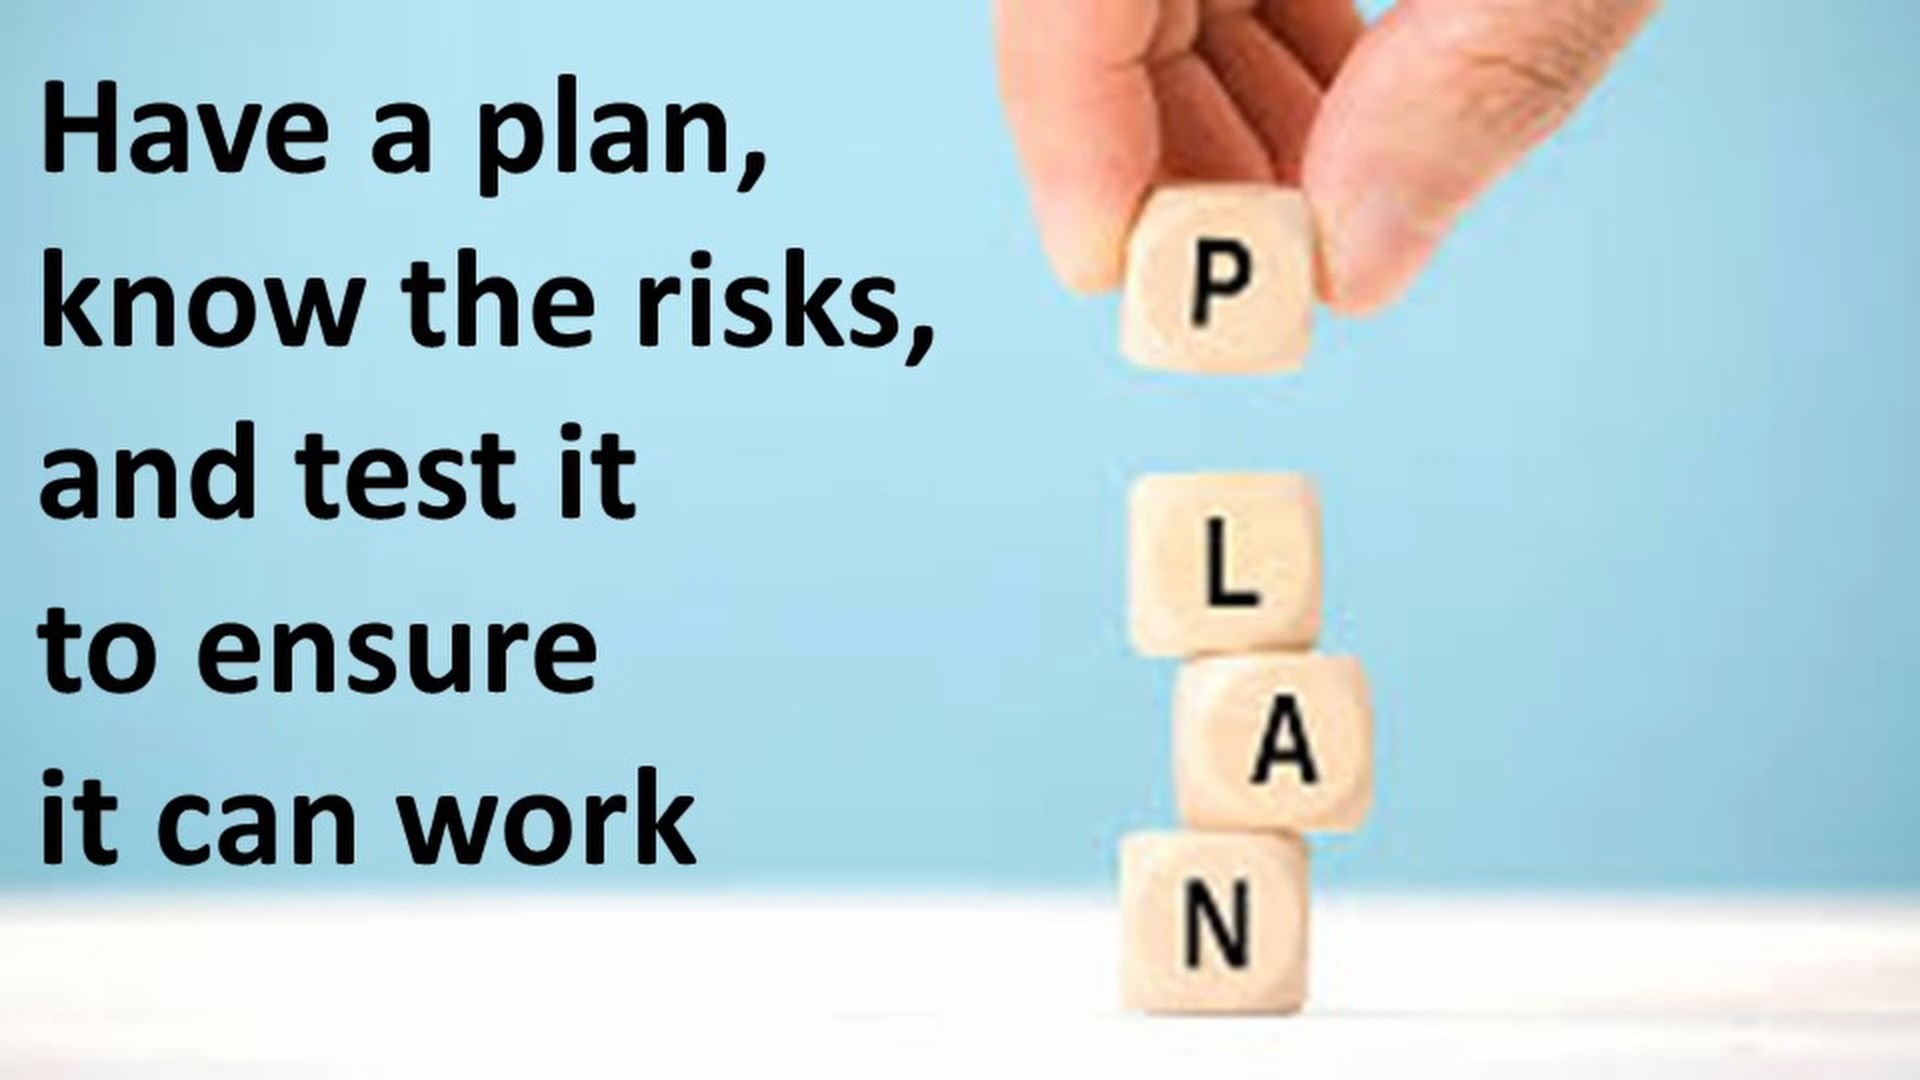 Have a plan,
know the risks,
and test it
to ensure
it can work
P
L
A
N